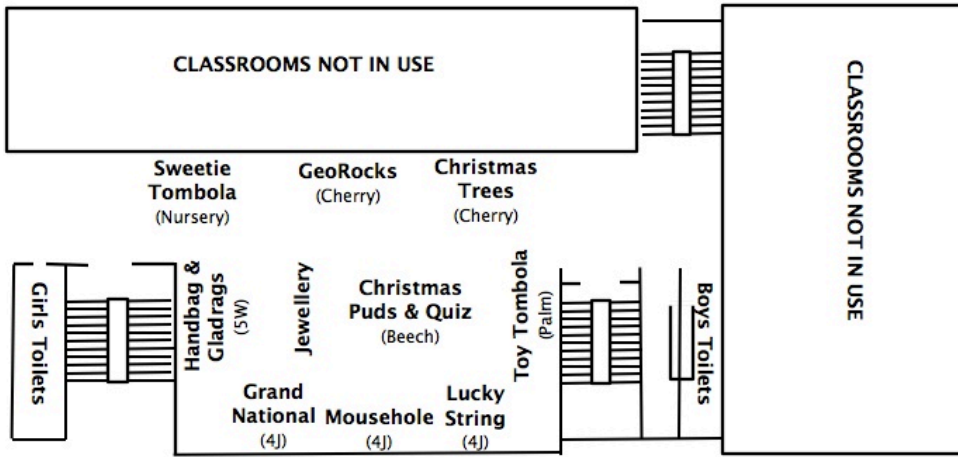 CLASSROOMS NOT IN USE
CLASSROOMS NOT IN USE
Sweetie
Tombola
(Nursery)
GeoRocks
(Cherry)
Christmas
Trees
(Cherry)
Girls Toilets
Handbag &
Gladrags
(5W)
Jewellery
Christmas
Puds & Quiz
(Beech)
Toy Tombola
(Palm)
Boys Toilets
Grand
National
(4J)
Mousehole
(4J)
Lucky
String
(4J)